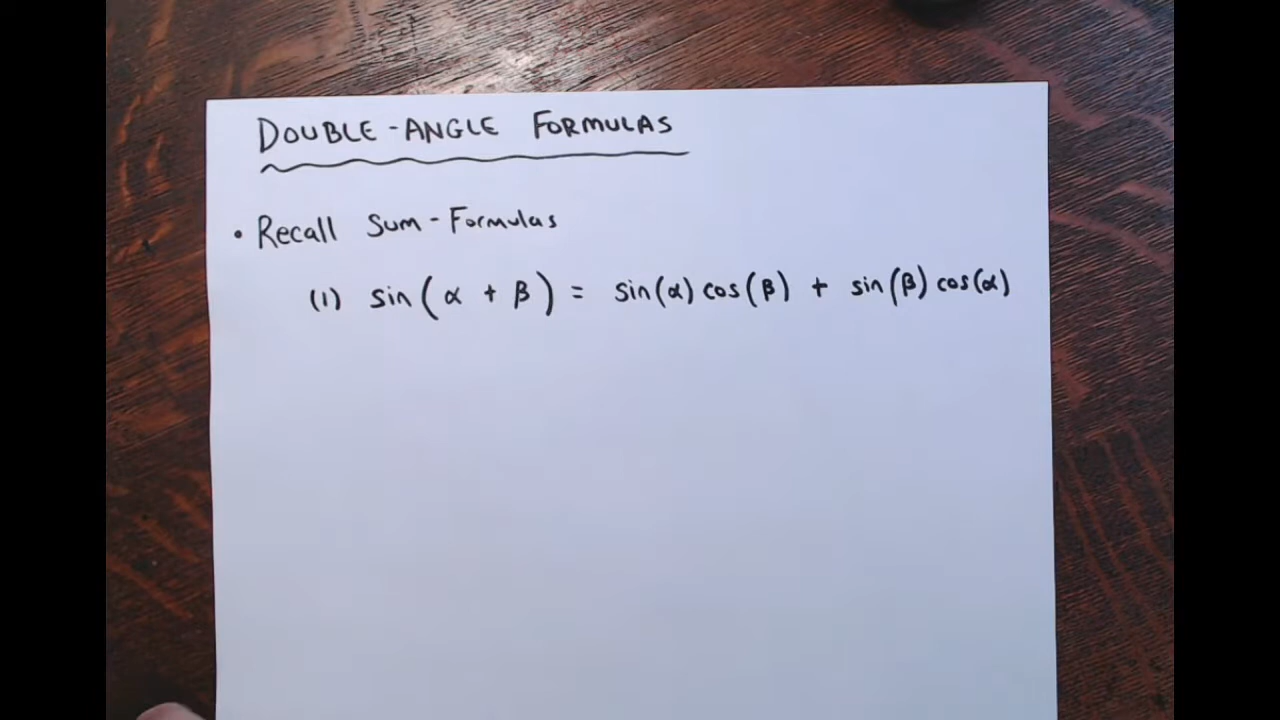 DOUBLE-ANGLE FORMULAS
• Recall Sum-Formulas
(1) sin(α + β) = sin(α) cos(β) + sin(β) cos(α)